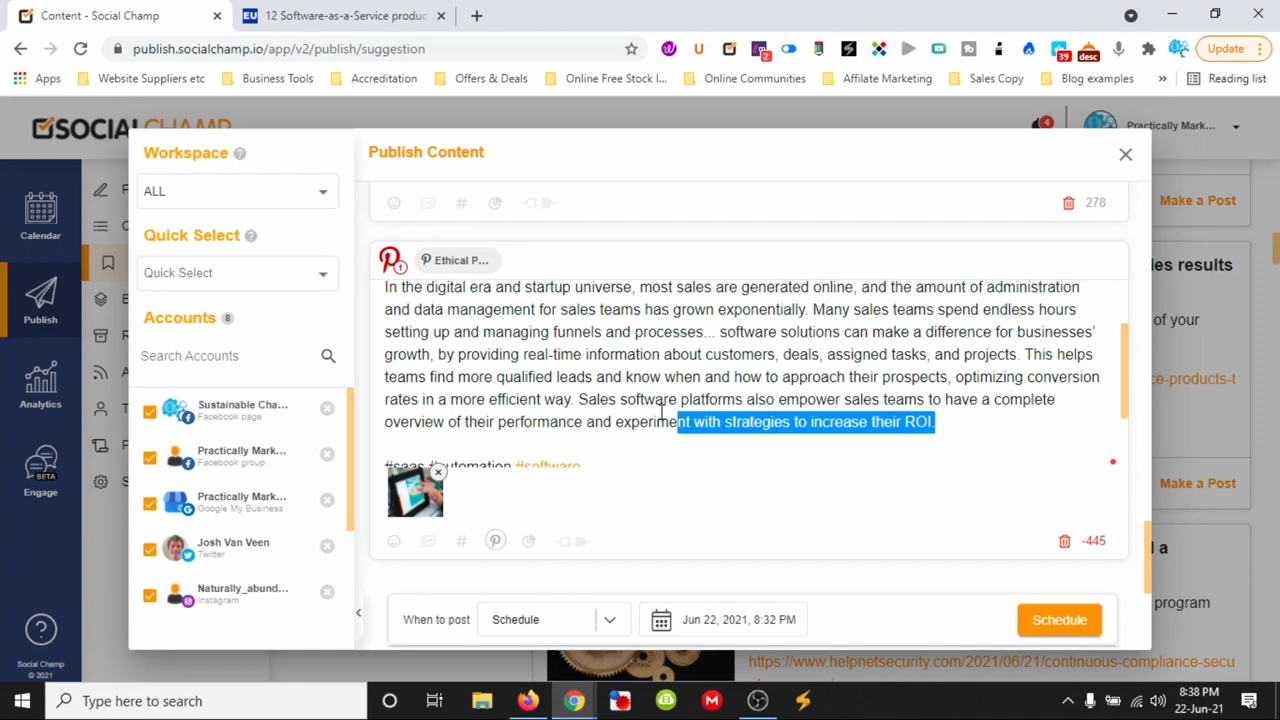 Content - Social Champ
EU 12 Software-as-a-Service produc
publish.socialchamp.io/app/v2/publish/suggestion
2
39
desc
Update
Apps
Website Suppliers etc
Business Tools
Accreditation
Offers & Deals
Online Free Stock I...
Online Communities
Affilate Marketing
Sales Copy
Blog examples
»
Reading list
SOCIAL CHAMP
4
Practically Mark...
Calendar
Publish
Analytics
BETA
Engage
Social Champ
© 2021
Workspace
ALL
Quick Select
Quick Select
Accounts 8
Search Accounts
Sustainable Cha...
Facebook page
Practically Mark...
Facebook group
Practically Mark...
Google My Business
Josh Van Veen
Twitter
Naturally_abund...
Instagram
Publish Content
278
1
Ethical P...
In the digital era and startup universe, most sales are generated online, and the amount of administration
and data management for sales teams has grown exponentially. Many sales teams spend endless hours
setting up and managing funnels and processes... software solutions can make a difference for businesses'
growth, by providing real-time information about customers, deals, assigned tasks, and projects. This helps
teams find more qualified leads and know when and how to approach their prospects, optimizing conversion
rates in a more efficient way. Sales software platforms also empower sales teams to have a complete
overview of their performance and experiment with strategies to increase their ROI.
#saas #automation #software
-445
When to post
Schedule
Jun 22, 2021, 8:32 PM
Schedule
Make a Post
les results
of your
ce-products-t
Make a Post
d a
program
https://www.helpnetsecurity.com/2021/06/21/continuous-compliance-secu
Type here to search
8:38 PM
22-Jun-21